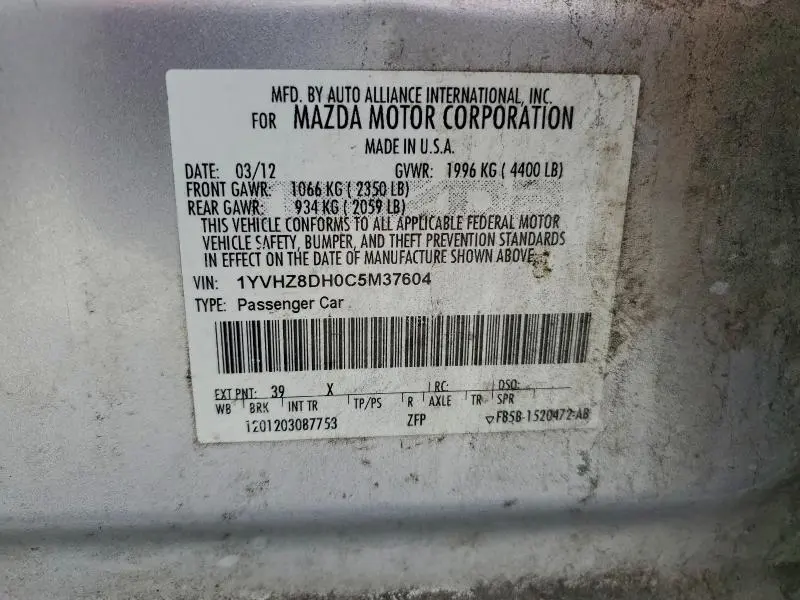 MFD. BY AUTO ALLIANCE INTERNATIONAL, INC.
FOR MAZDA MOTOR CORPORATION
MADE IN U.S.A.
DATE: 03/12 GVWR: 1996 KG ( 4400 LB)
FRONT GAWR: 1066 KG ( 2350 LB)
REAR GAWR: 934 KG ( 2059 LB)
THIS VEHICLE CONFORMS TO ALL APPLICABLE FEDERAL MOTOR
VEHICLE SAFETY, BUMPER, AND THEFT PREVENTION STANDARDS
IN EFFECT ON THE DATE OF MANUFACTURE SHOWN ABOVE.
VIN: 1YVHZ8DH0C5M37604
TYPE: Passenger Car
EXT PNT: 39 X RC: DSO:
WB BRK INT TR TP/PS R AXLE TR SPR
1201203087753 ZFP FB5B-1520472-AB